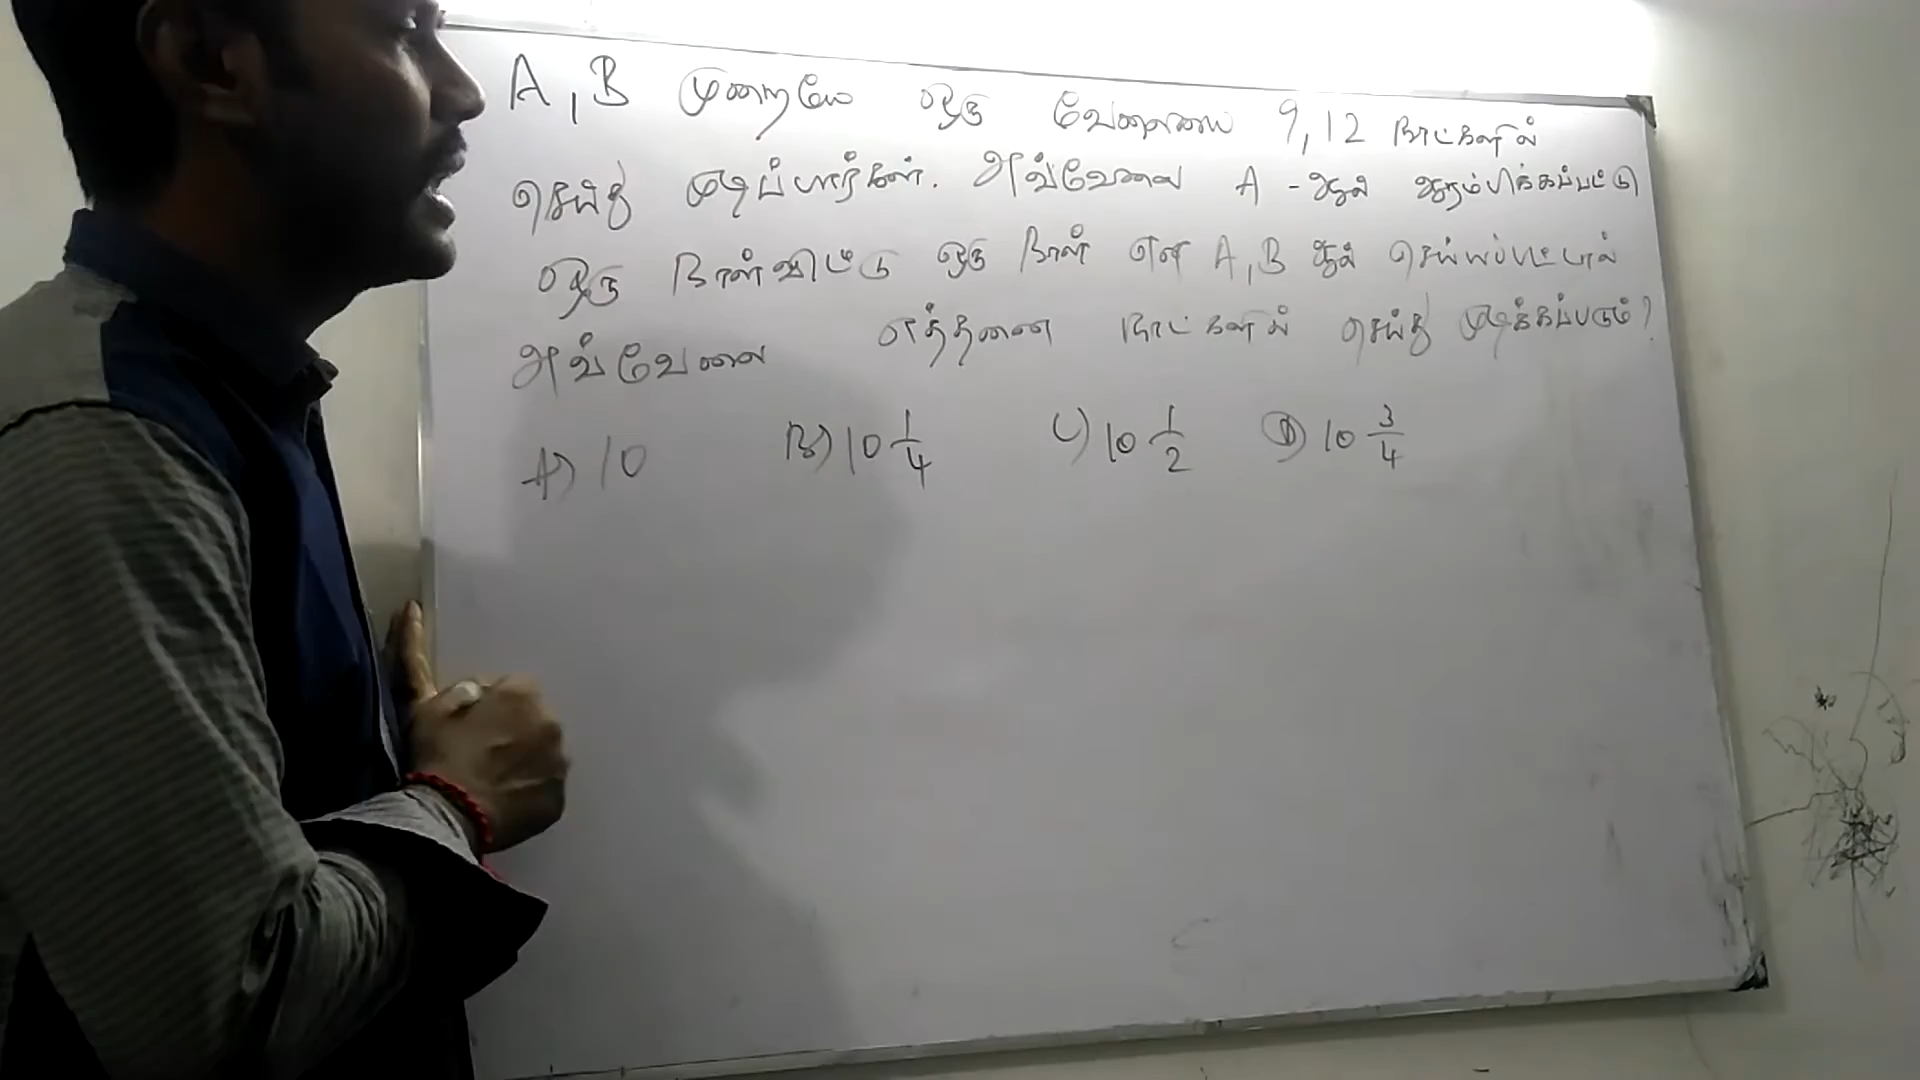 A, B முறையே ஒரு வேலையை 9, 12 நாட்களில்
செய்து முடிப்பார்கள். அவ்வேலை A - ஆல் ஆரம்பிக்கப்பட்டு
ஒரு நாள்விட்டு ஒரு நாள் என A, B ஆல் செய்யப்பட்டால்
அவ்வேலை எத்தனை நாட்களில் செய்து முடிக்கப்படும்?
A) 10 B) 10 1/4 C) 10 1/2 D) 10 3/4